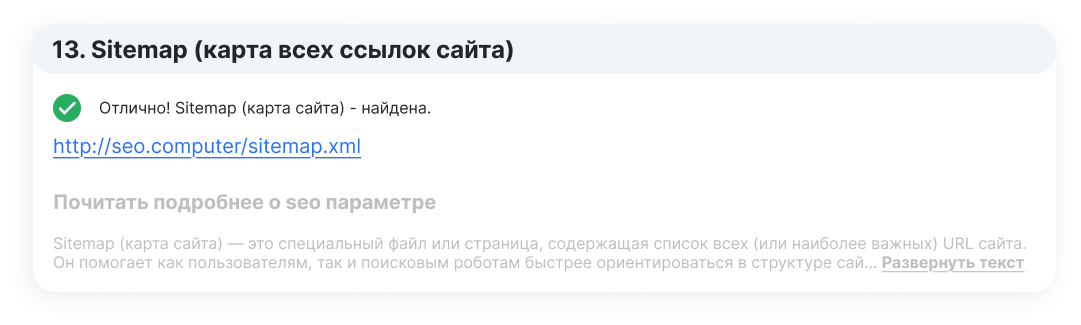 13. Sitemap (карта всех ссылок сайта)
Отлично! Sitemap (карта сайта) - найдена.
http://seo.computer/sitemap.xml
Почитать подробнее о seo параметре
Sitemap (карта сайта) — это специальный файл или страница, содержащая список всех (или наиболее важных) URL сайта.
Он помогает как пользователям, так и поисковым роботам быстрее ориентироваться в структуре сай... Развернуть текст